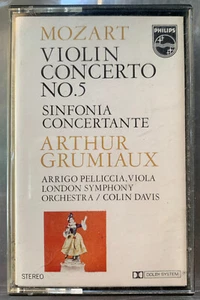 MOZART
PHILIPS
VIOLIN
CONCERTO
NO.5
SINFONIA
CONCERTANTE
ARTHUR
GRUMIAUX
ARRIGO PELLICCIA, VIOLA
LONDON SYMPHONY
ORCHESTRA / COLIN DAVIS
STEREO
DOLBY SYSTEM